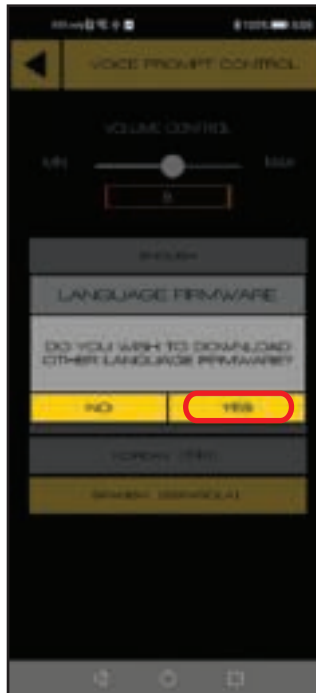 VOICE PROMPT CONTROL
VOLUME CONTROL
MIN
MAX
ENGLISH
LANGUAGE FIRMWARE
DO YOU WISH TO DOWNLOAD
OTHER LANGUAGE FIRMWARE?
NO
YES